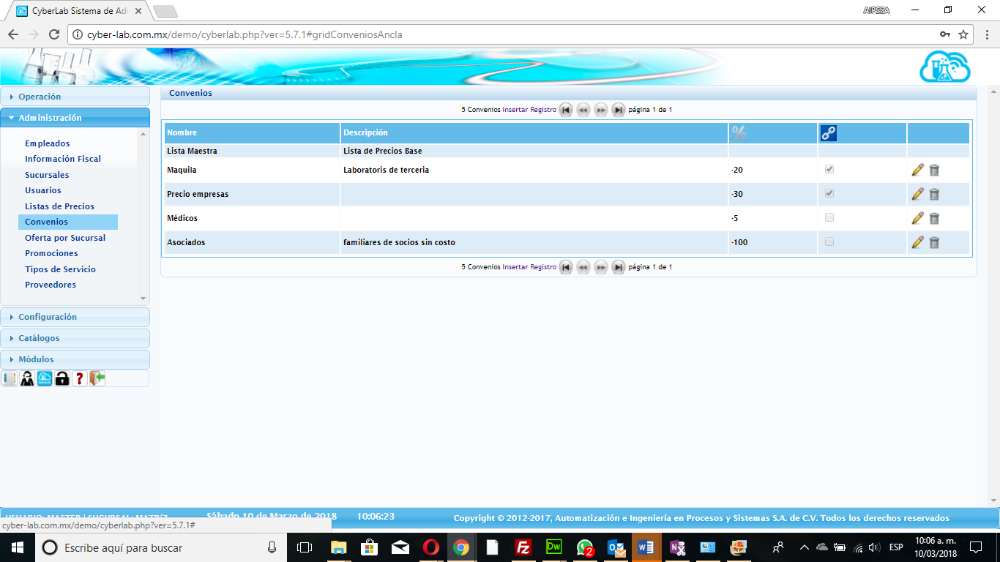 CyberLab Sistema de Ad
AIPSSA
cyber-lab.com.mx/demo/cyberlab.php?ver=5.7.1#gridConveniosAncla
Operación
Administración
Empleados
Información Fiscal
Sucursales
Usuarios
Listas de Precios
Convenios
Oferta por Sucursal
Promociones
Tipos de Servicio
Proveedores
Configuración
Catálogos
Módulos
Convenios
5 Convenios Insertar Registro página 1 de 1
Nombre Descripción %
Lista Maestra Lista de Precios Base
Maquila Laboratoris de terceria -20
Precio empresas -30
Médicos -5
Asociados familiares de socios sin costo -100
5 Convenios Insertar Registro página 1 de 1
USUARIO: MASTER | SUCURSAL: MATRÍZ Sábado 10 de Marzo de 2018 10:06:23 Copyright © 2012-2017, Automatización e Ingeniería en Procesos y Sistemas S.A. de C.V. Todos los derechos reservados
cyber-lab.com.mx/demo/cyberlab.php?ver=5.7.1#
Escribe aquí para buscar
Dw
2
ESP
10:06 a. m.
10/03/2018